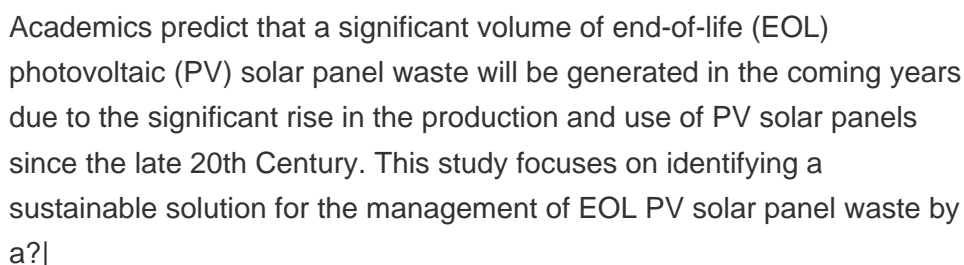 Academics predict that a significant volume of end-of-life (EOL)
photovoltaic (PV) solar panel waste will be generated in the coming years
due to the significant rise in the production and use of PV solar panels
since the late 20th Century. This study focuses on identifying a
sustainable solution for the management of EOL PV solar panel waste by
a?|